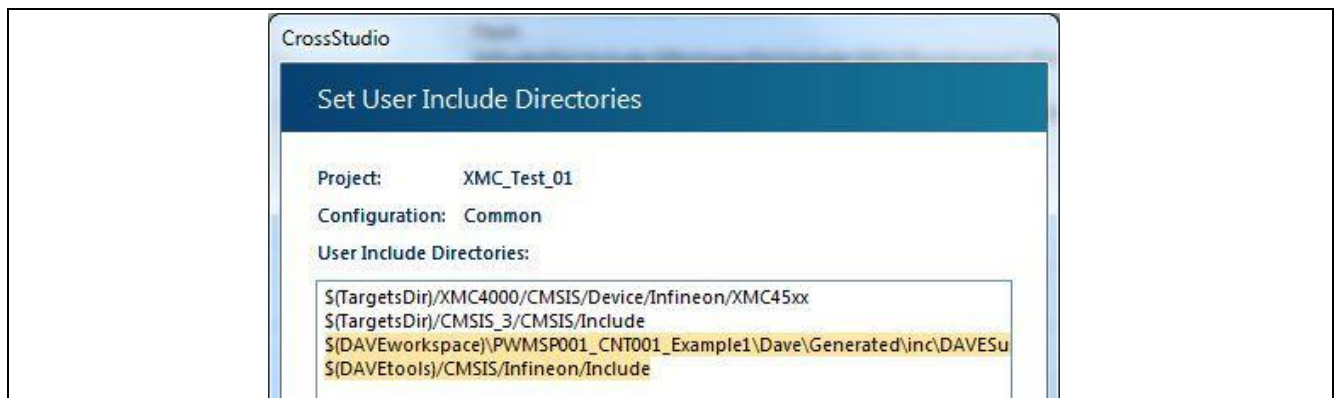 CrossStudio
Set User Include Directories
Project: XMC_Test_01
Configuration: Common
User Include Directories:
$(TargetsDir)/XMC4000/CMSIS/Device/Infineon/XMC45xx
$(TargetsDir)/CMSIS_3/CMSIS/Include
$(DAVEworkspace)\PWMSP001_CNT001_Example1\Dave\Generated\inc\DAVESu
$(DAVEtools)/CMSIS/Infineon/Include